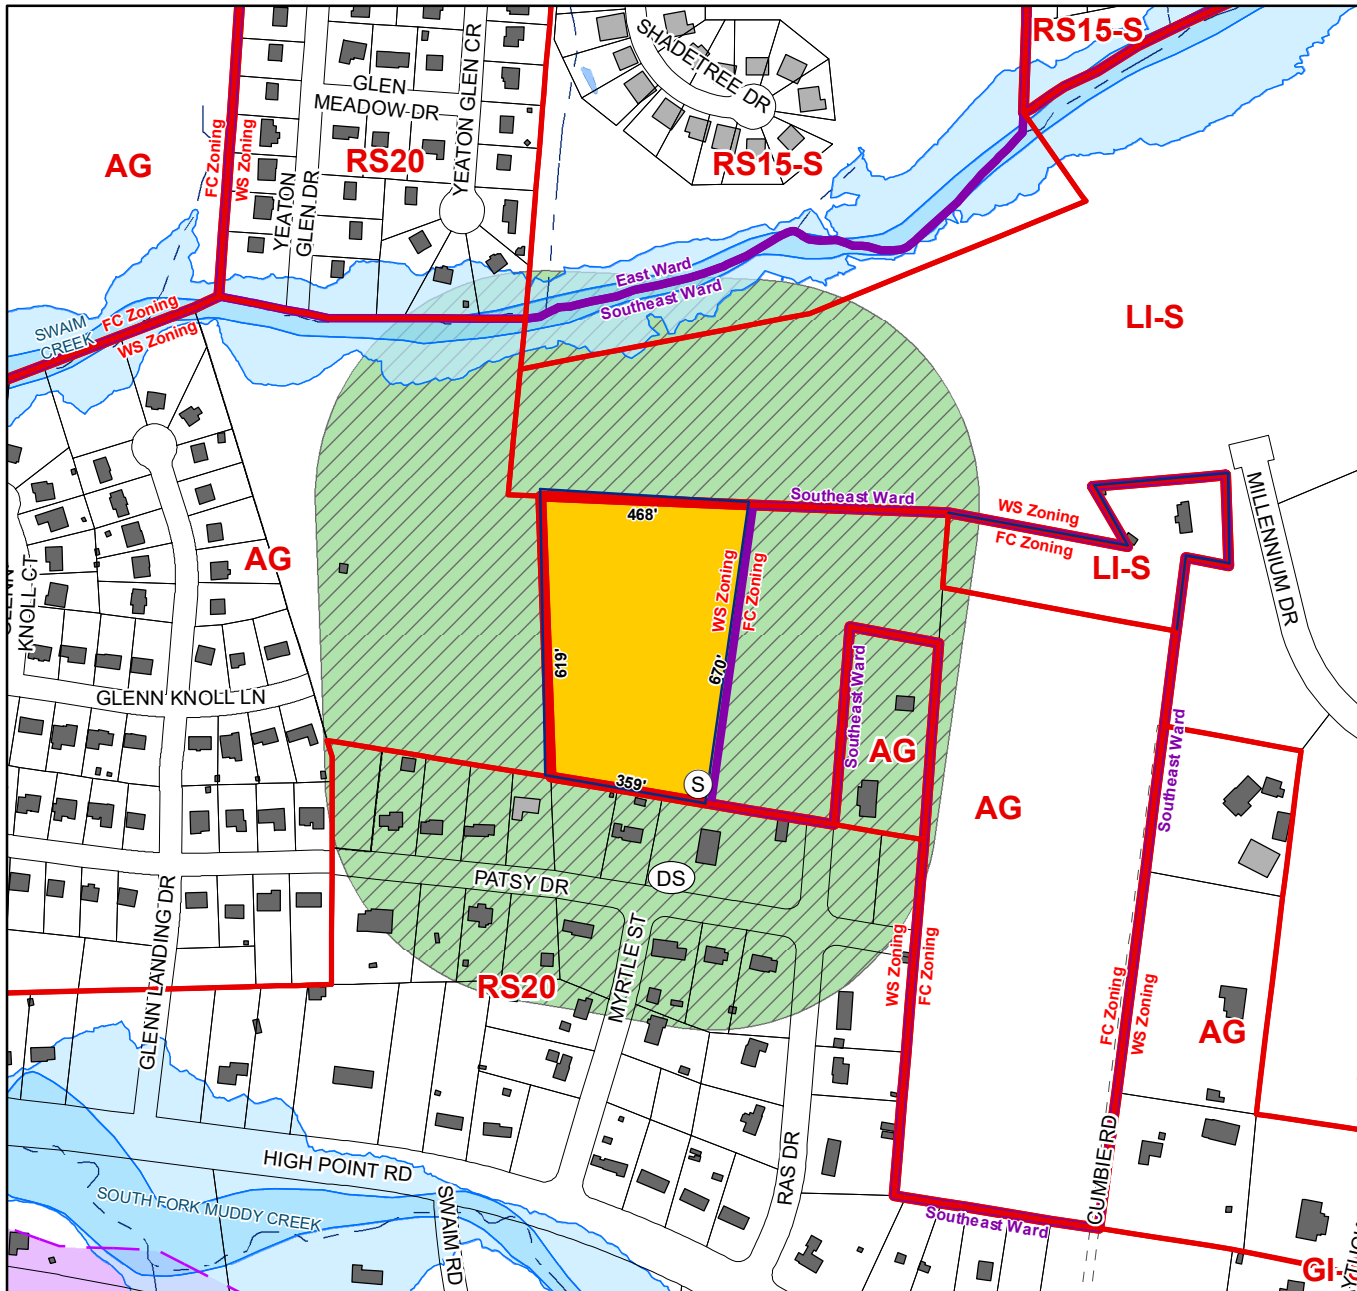 SHADETREE DR
RS15-S
GLEN
MEADOW DR
YEATON GLEN CR
AG
FC Zoning
WS Zoning
RS20
RS15-S
YEATON
GLEN DR
East Ward
Southeast Ward
SWAIM
CREEK
FC Zoning
WS Zoning
LI-S
Southeast Ward
WS Zoning
FC Zoning
468'
MILLENNIUM DR
AG
LI-S
WS Zoning
FC Zoning
KNOLL CT
619'
670'
GLENN KNOLL LN
Southeast Ward
AG
Southeast Ward
359'
S
AG
PATSY DR
DS
GLENN LANDING DR
MYRTLE ST
RS20
WS Zoning
FC Zoning
FC Zoning
WS Zoning
AG
HIGH POINT RD
RAS DR
CUMBIE RD
SOUTH FORK MUDDY CREEK
SWAIM RD
Southeast Ward
GI-